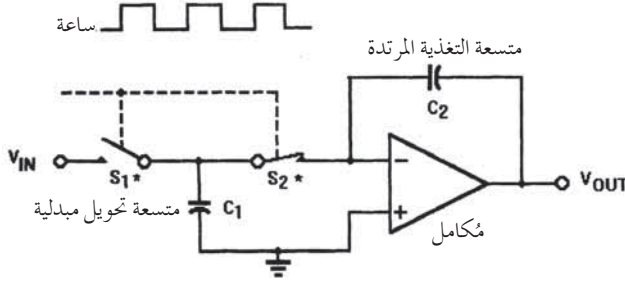 ساعة
متسعة التغذية المرتدة
C2
VIN
S1*
S2*
VOUT
متسعة تحويل مبدلية
C1
مُكامل